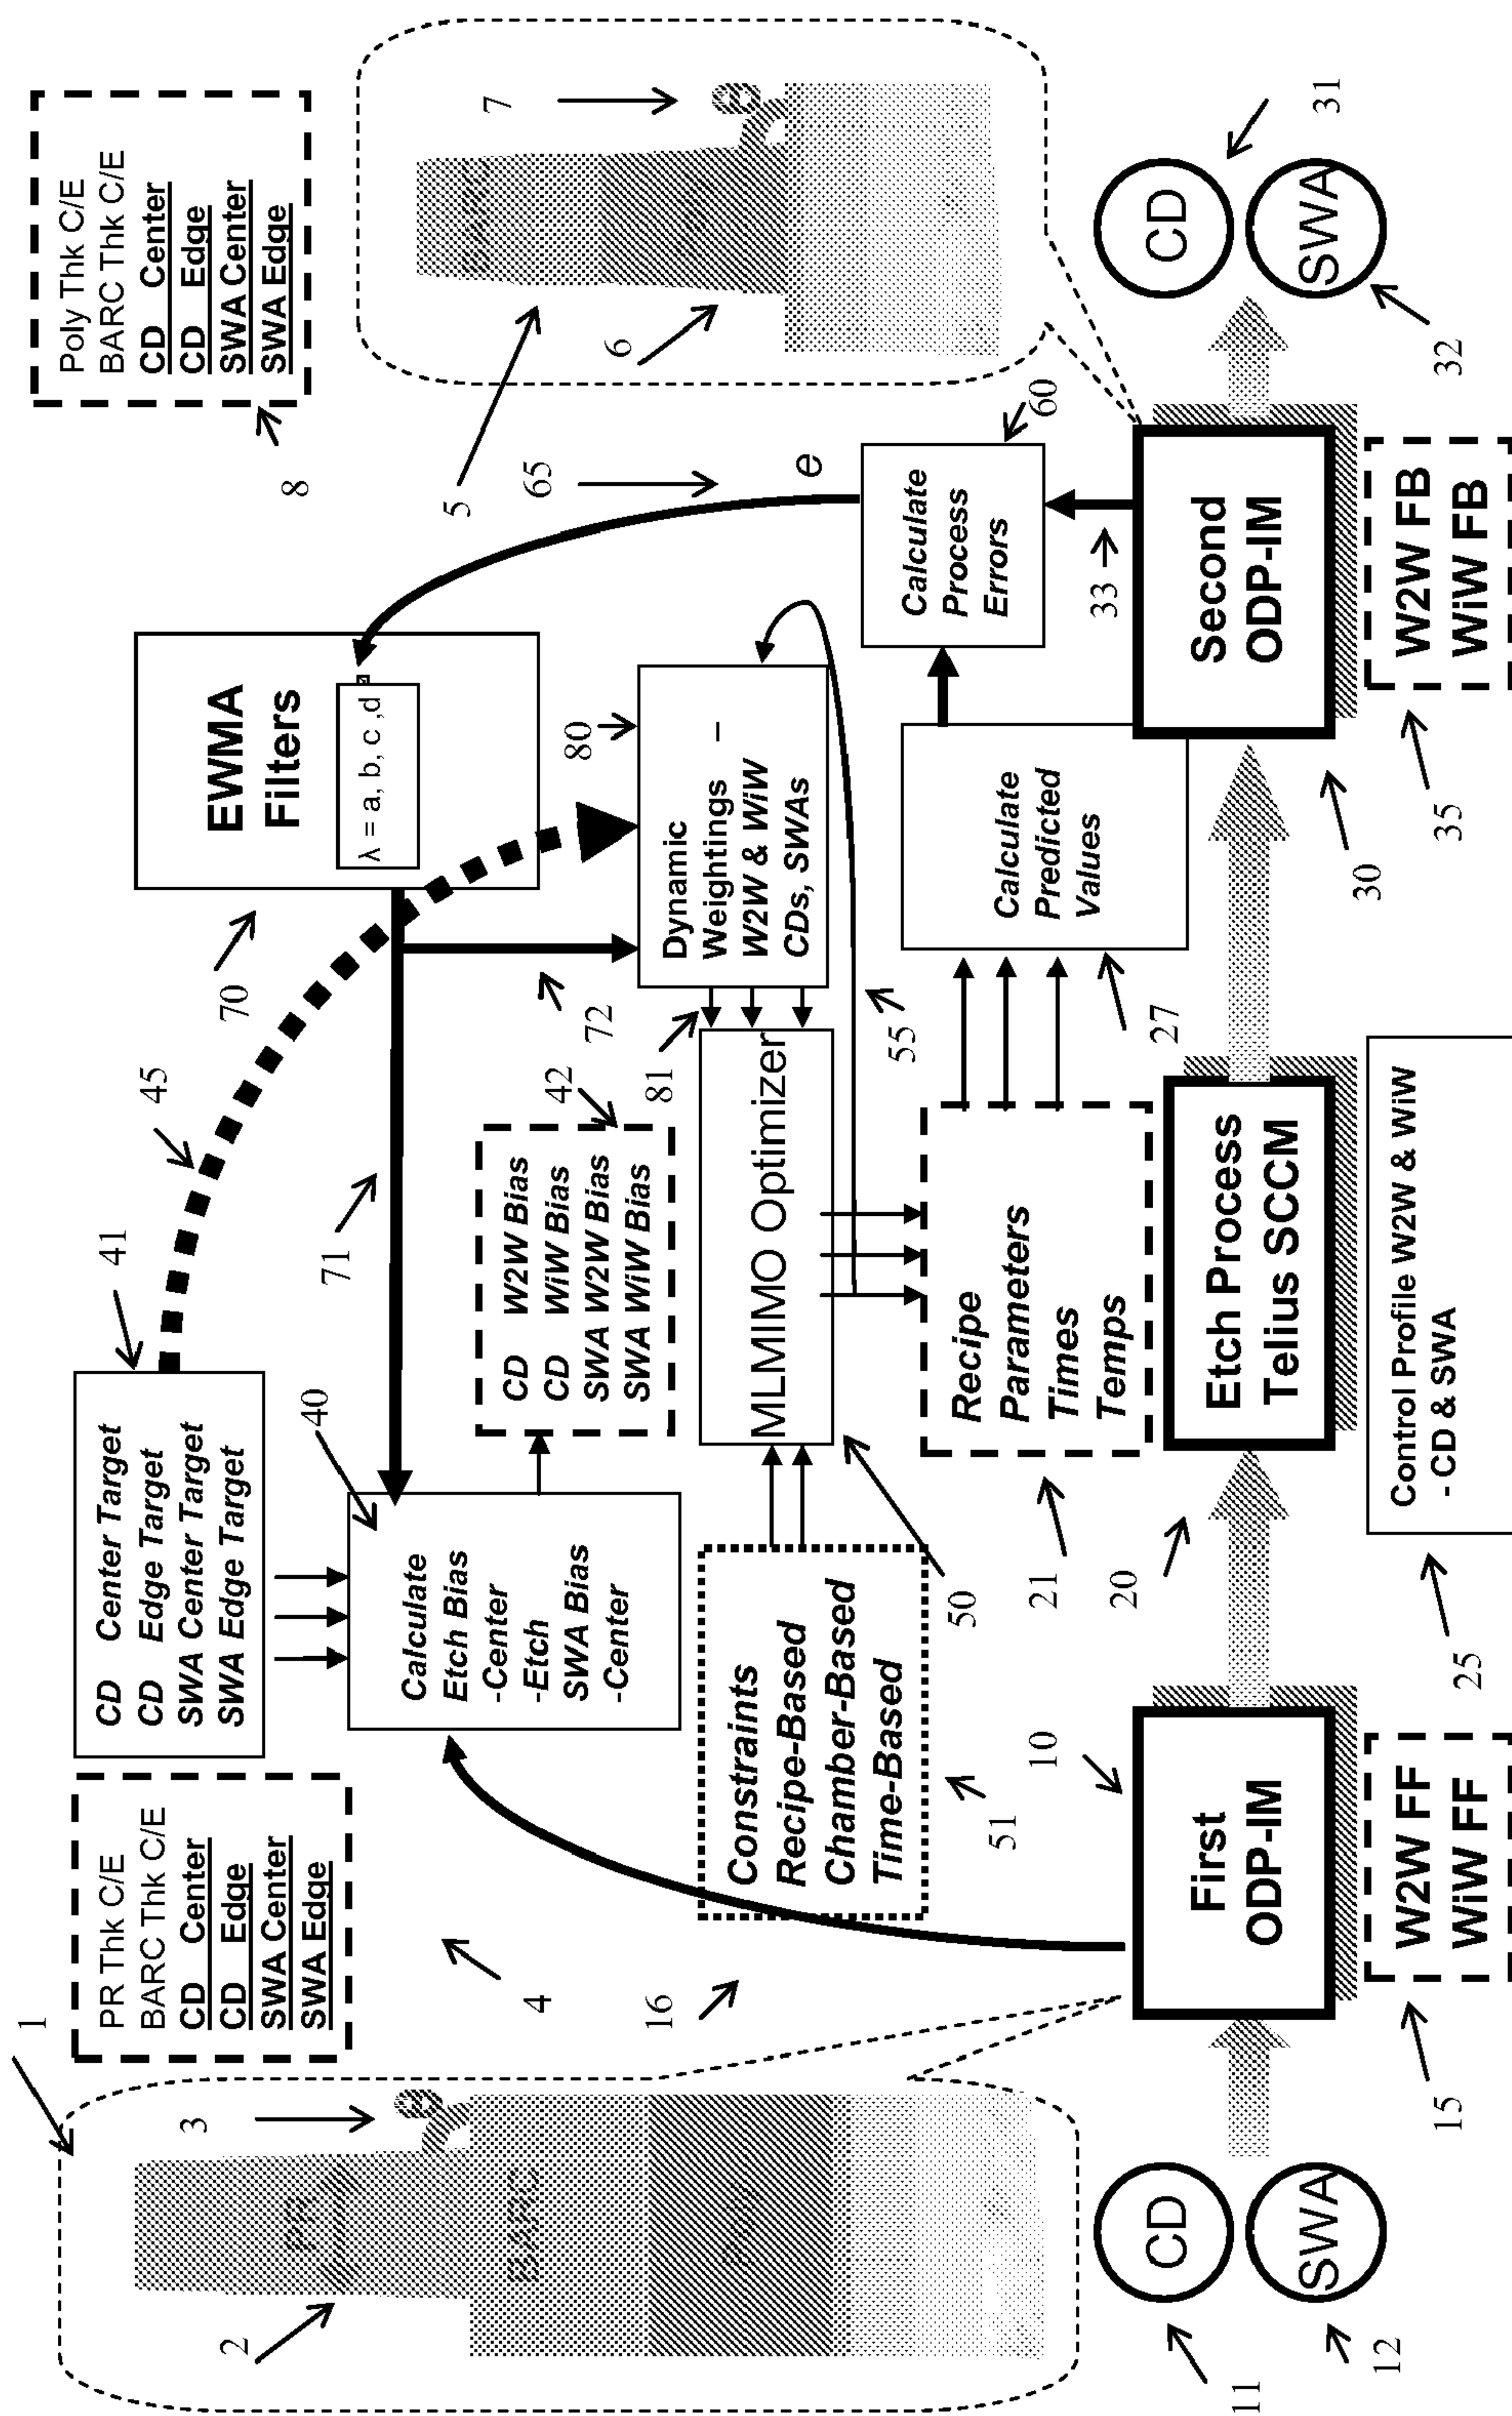 1
2
3
PR
BARC
PR Thk C/E
BARC Thk C/E
CD Center
CD Edge
SWA Center
SWA Edge
4
CD Center Target
CD Edge Target
SWA Center Target
SWA Edge Target
41
45
EWMA
Filters
λ = a, b, c ,d
70
Poly Thk C/E
BARC Thk C/E
CD Center
CD Edge
SWA Center
SWA Edge
8
5
6
7
65
e
Calculate
Etch Bias
-Center
-Etch
SWA Bias
-Center
40
71
CD W2W Bias
CD WiW Bias
SWA W2W Bias
SWA WiW Bias
42
72
80
Dynamic
Weightings –
W2W & WiW
CDs, SWAs
81
16
Constraints
Recipe-Based
Chamber-Based
Time-Based
51
MLMIMO Optimizer
50
55
Recipe
Parameters
Times
Temps
21
Calculate
Predicted
Values
27
Calculate
Process
Errors
60
33
CD
11
SWA
12
First
ODP-IM
10
W2W FF
WiW FF
15
Etch Process
Telius SCCM
20
Control Profile W2W & WiW
- CD & SWA
25
Second
ODP-IM
30
W2W FB
WiW FB
35
CD
31
SWA
32